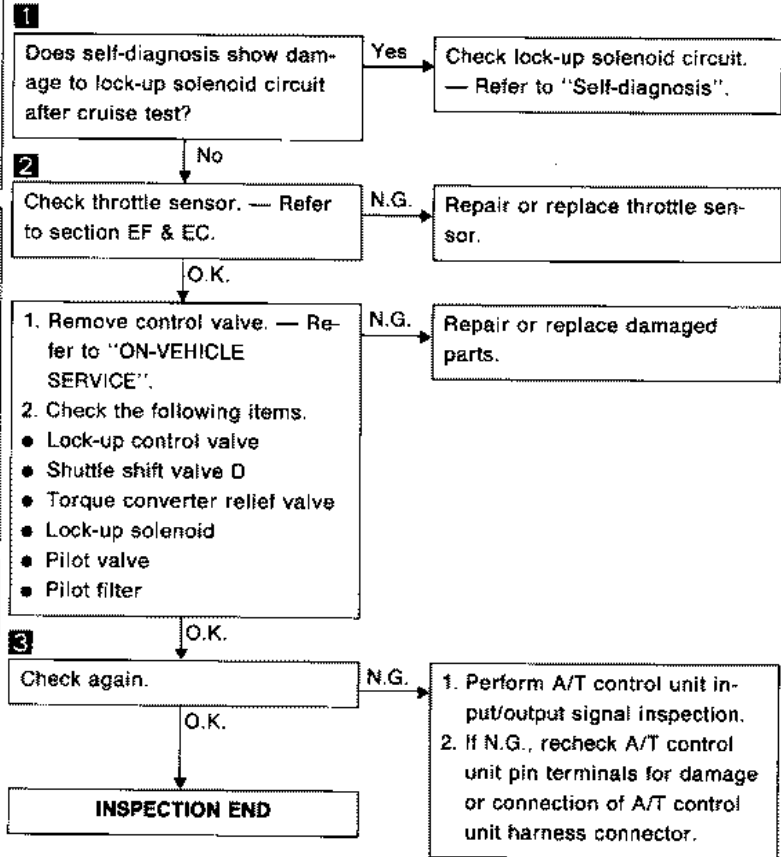 1
Does self-diagnosis show dam-
age to lock-up solenoid circuit
after cruise test?
Yes
Check lock-up solenoid circuit.
— Refer to "Self-diagnosis".
No
2
Check throttle sensor. — Refer
to section EF & EC.
N.G.
Repair or replace throttle sen-
sor.
O.K.
1. Remove control valve. — Re-
fer to "ON-VEHICLE
SERVICE".
2. Check the following items.
● Lock-up control valve
● Shuttle shift valve D
● Torque converter relief valve
● Lock-up solenoid
● Pilot valve
● Pilot filter
N.G.
Repair or replace damaged
parts.
O.K.
3
Check again.
N.G.
1. Perform A/T control unit in-
put/output signal inspection.
2. If N.G., recheck A/T control
unit pin terminals for damage
or connection of A/T control
unit harness connector.
O.K.
INSPECTION END